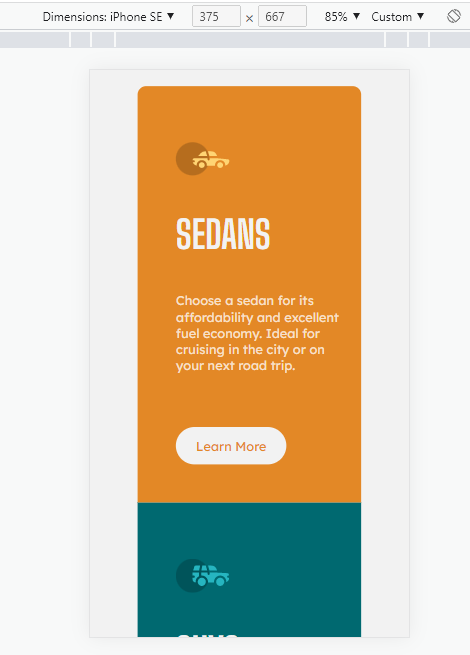 Dimensions: iPhone SE ▼ 375 × 667 85% ▼ Custom ▼
SEDANS
Choose a sedan for its
affordability and excellent
fuel economy. Ideal for
cruising in the city or on
your next road trip.
Learn More